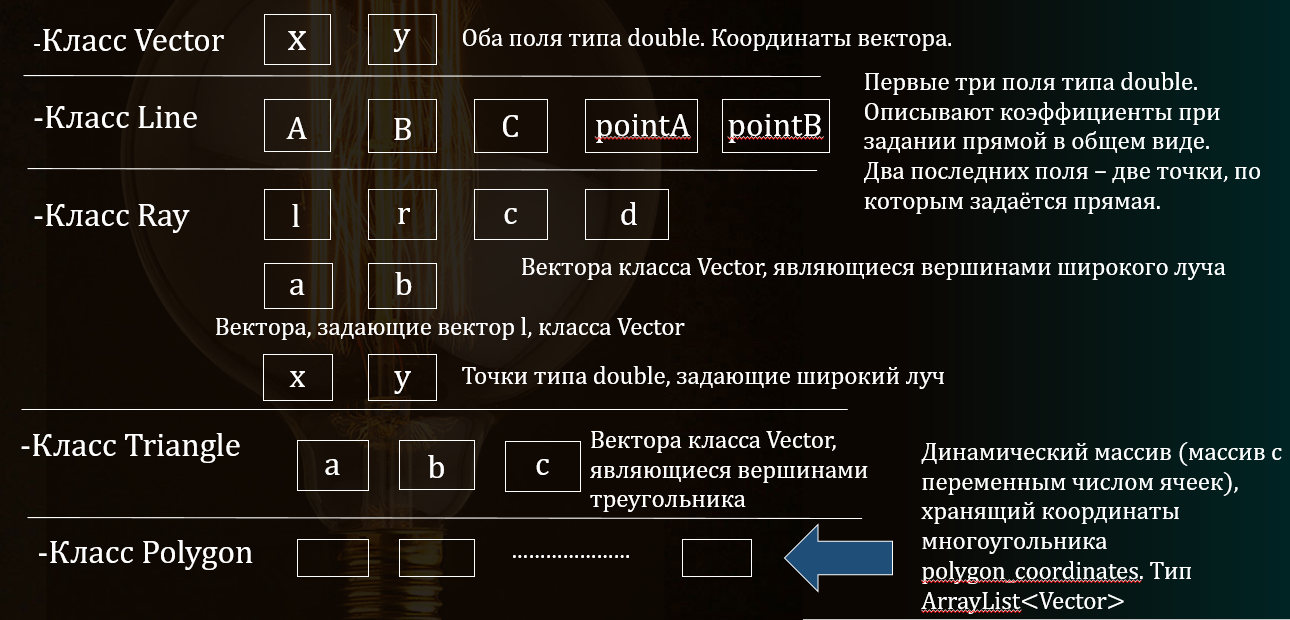 -Класс Vector
x
y
Оба поля типа double. Координаты вектора.
-Класс Line
A
B
C
pointA
pointB
Первые три поля типа double.
Описывают коэффициенты при
задании прямой в общем виде.
Два последних поля – две точки, по
которым задаётся прямая.
-Класс Ray
l
r
c
d
Вектора класса Vector, являющиеся вершинами широкого луча
a
b
Вектора, задающие вектор l, класса Vector
x
y
Точки типа double, задающие широкий луч
-Класс Triangle
a
b
c
Вектора класса Vector,
являющиеся вершинами
треугольника
-Класс Polygon
.....................
Динамический массив (массив с
переменным числом ячеек),
хранящий координаты
многоугольника
polygon_coordinates. Тип
ArrayList<Vector>